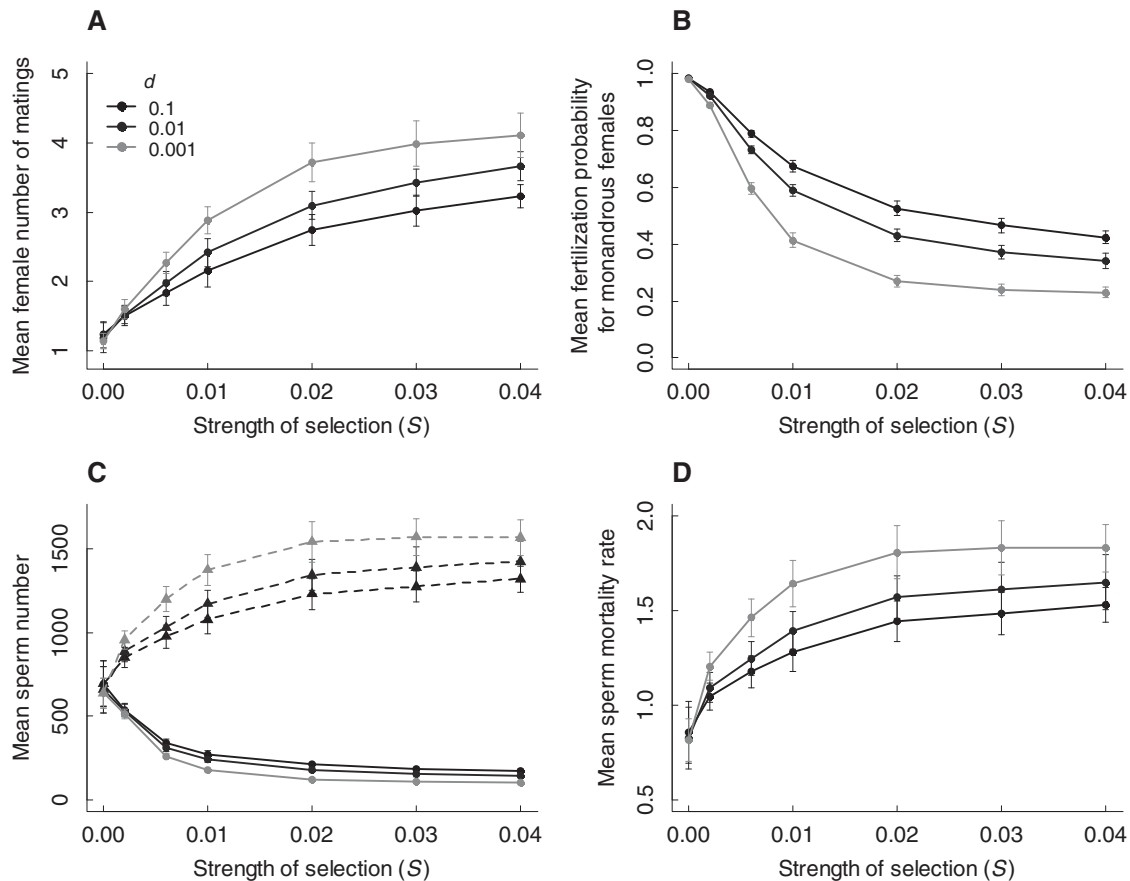 A
Mean female number of matings
5
4
3
2
1
d
0.1
0.01
0.001
0.00 0.01 0.02 0.03 0.04
Strength of selection (S)
B
Mean fertilization probability
for monandrous females
1.0
0.8
0.6
0.4
0.2
0.0
0.00 0.01 0.02 0.03 0.04
Strength of selection (S)
C
Mean sperm number
1500
1000
500
0
0.00 0.01 0.02 0.03 0.04
Strength of selection (S)
D
Mean sperm mortality rate
2.0
1.5
1.0
0.5
0.00 0.01 0.02 0.03 0.04
Strength of selection (S)